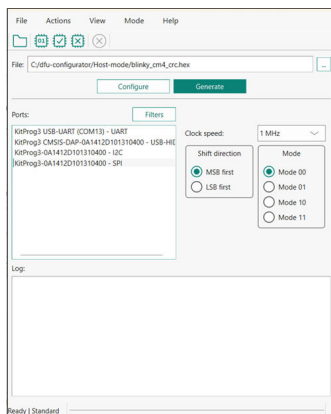 File Actions View Mode Help
File: C:/dfu-configurator/Host-mode/blinky_cm4_crc.hex ...
Configure Generate
Ports: Filters
KitProg3 USB-UART (COM13) - UART
KitProg3 CMSIS-DAP-0A1412D101310400 - USB-HID
KitProg3-0A1412D101310400 - I2C
KitProg3-0A1412D101310400 - SPI
Clock speed: 1 MHz
Shift direction
MSB first
LSB first
Mode
Mode 00
Mode 01
Mode 10
Mode 11
Log:
Ready | Standard